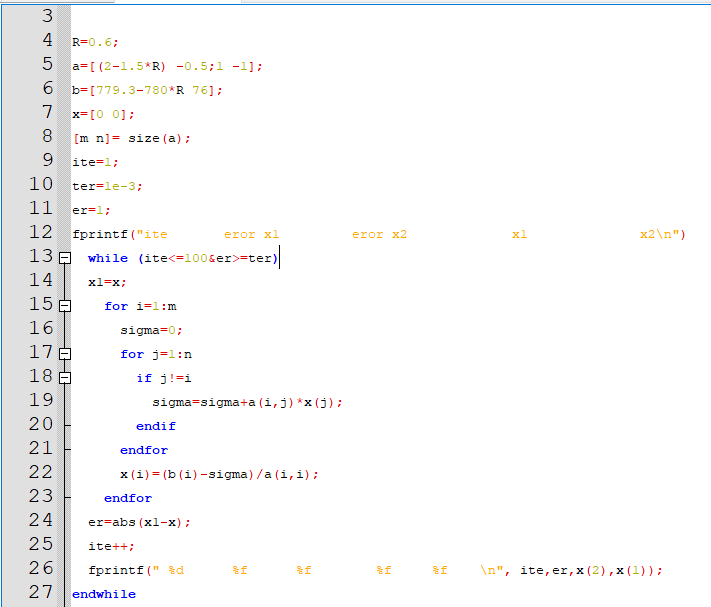 3
4 R=0.6;
5 a=[(2-1.5*R) -0.5;1 -1];
6 b=[779.3-780*R 76];
7 x=[0 0];
8 [m n]= size(a);
9 ite=1;
10 ter=1e-3;
11 er=1;
12 fprintf("ite       eror x1         eror x2             x1              x2\n")
13   while (ite<=100&er>=ter)
14   x1=x;
15     for i=1:m
16       sigma=0;
17       for j=1:n
18         if j!=i
19           sigma=sigma+a(i,j)*x(j);
20         endif
21       endfor
22       x(i)=(b(i)-sigma)/a(i,i);
23     endfor
24   er=abs(x1-x);
25   ite++;
26   fprintf(" %d      %f      %f        %f     %f    \n", ite,er,x(2),x(1));
27 endwhile